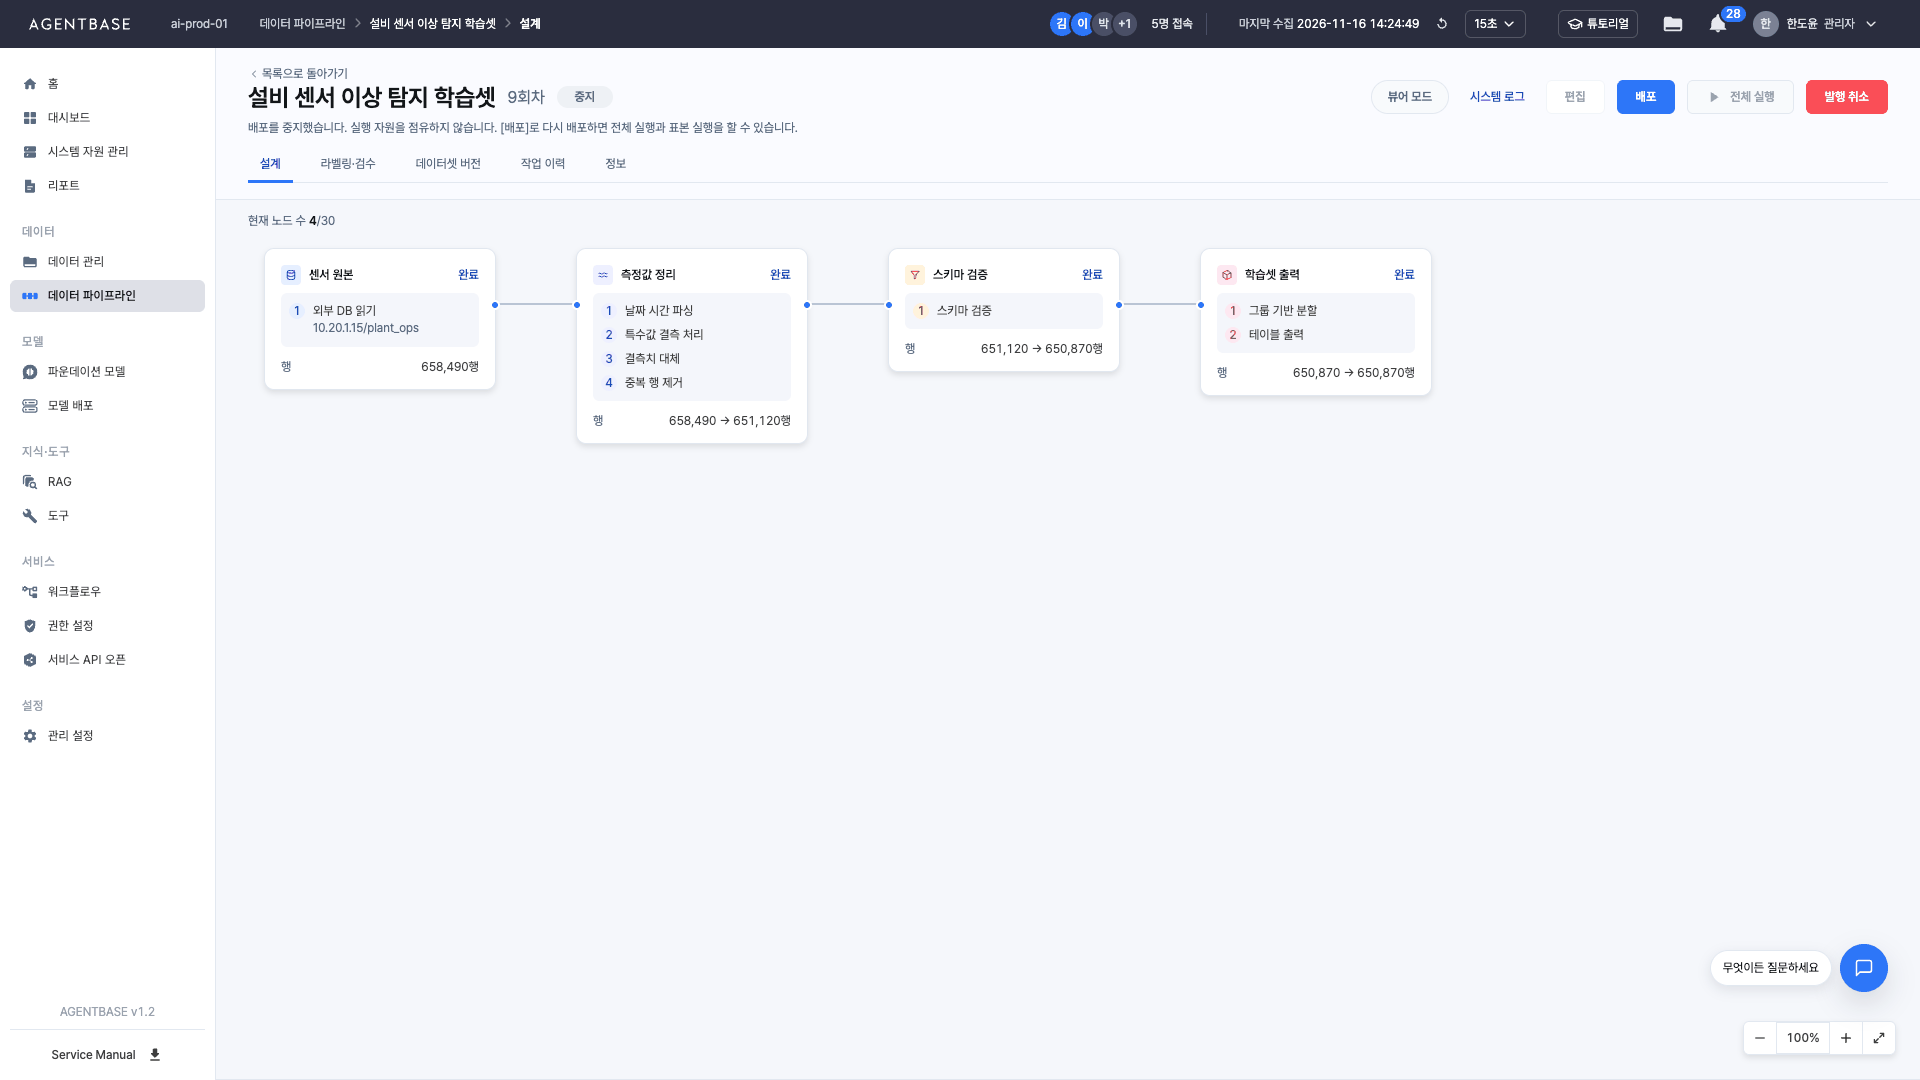 AGENTBASE
ai-prod-01
데이터 파이프라인 > 설비 센서 이상 탐지 학습셋 > 설계
김 이 박 +1 5명 접속
마지막 수집 2026-11-16 14:24:49
15초
튜토리얼
28
한 한도윤 관리자
홈
대시보드
시스템 자원 관리
리포트
데이터
데이터 관리
데이터 파이프라인
모델
파운데이션 모델
모델 배포
지식·도구
RAG
도구
서비스
워크플로우
권한 설정
서비스 API 오픈
설정
관리 설정
AGENTBASE v1.2
Service Manual
목록으로 돌아가기
설비 센서 이상 탐지 학습셋 9회차 중지
배포를 중지했습니다. 실행 자원을 점유하지 않습니다. [배포]로 다시 배포하면 전체 실행과 표본 실행을 할 수 있습니다.
뷰어 모드
시스템 로그
편집
배포
전체 실행
발행 취소
설계
라벨링·검수
데이터셋 버전
작업 이력
정보
현재 노드 수 4/30
센서 원본 완료
1 외부 DB 읽기
10.20.1.15/plant_ops
행 658,490행
측정값 정리 완료
1 날짜 시간 파싱
2 특수값 결측 처리
3 결측치 대체
4 중복 행 제거
행 658,490 → 651,120행
스키마 검증 완료
1 스키마 검증
행 651,120 → 650,870행
학습셋 출력 완료
1 그룹 기반 분할
2 테이블 출력
행 650,870 → 650,870행
무엇이든 질문하세요
100%